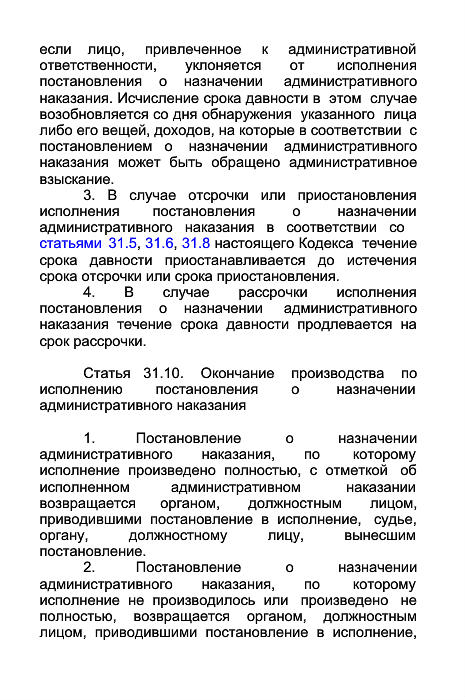 если лицо, привлеченное к административной
ответственности, уклоняется от исполнения
постановления о назначении административного
наказания. Исчисление срока давности в этом случае
возобновляется со дня обнаружения указанного лица
либо его вещей, доходов, на которые в соответствии с
постановлением о назначении административного
наказания может быть обращено административное
взыскание.
3. В случае отсрочки или приостановления
исполнения постановления о назначении
административного наказания в соответствии со
статьями 31.5, 31.6, 31.8 настоящего Кодекса течение
срока давности приостанавливается до истечения
срока отсрочки или срока приостановления.
4. В случае рассрочки исполнения
постановления о назначении административного
наказания течение срока давности продлевается на
срок рассрочки.
Статья 31.10. Окончание производства по
исполнению постановления о назначении
административного наказания
1. Постановление о назначении
административного наказания, по которому
исполнение произведено полностью, с отметкой об
исполненном административном наказании
возвращается органом, должностным лицом,
приводившими постановление в исполнение, судье,
органу, должностному лицу, вынесшим
постановление.
2. Постановление о назначении
административного наказания, по которому
исполнение не производилось или произведено не
полностью, возвращается органом, должностным
лицом, приводившими постановление в исполнение,